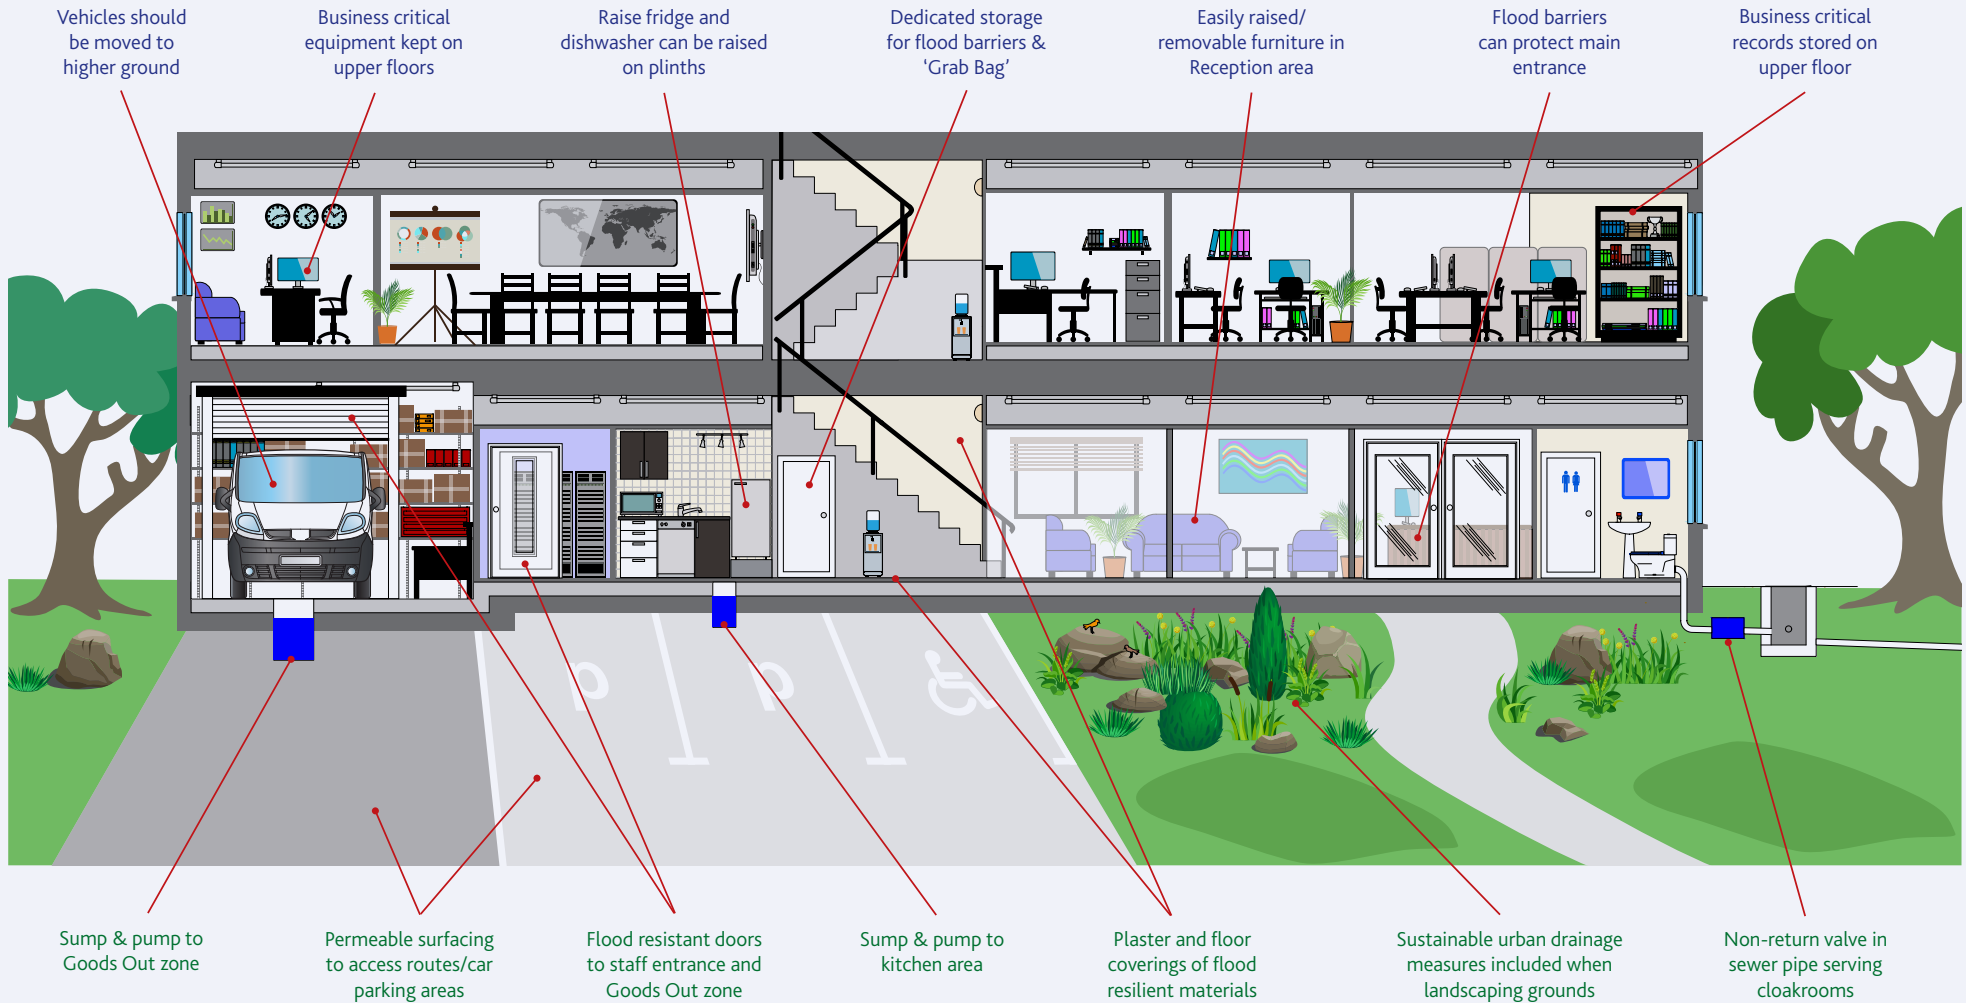 Vehicles should
be moved to
higher ground
Business critical
equipment kept on
upper floors
Raise fridge and
dishwasher can be raised
on plinths
Dedicated storage
for flood barriers &
‘Grab Bag’
Easily raised/
removable furniture in
Reception area
Flood barriers
can protect main
entrance
Business critical
records stored on
upper floor
Sump & pump to
Goods Out zone
Permeable surfacing
to access routes/car
parking areas
Flood resistant doors
to staff entrance and
Goods Out zone
Sump & pump to
kitchen area
Plaster and floor
coverings of flood
resilient materials
Sustainable urban drainage
measures included when
landscaping grounds
Non-return valve in
sewer pipe serving
cloakrooms